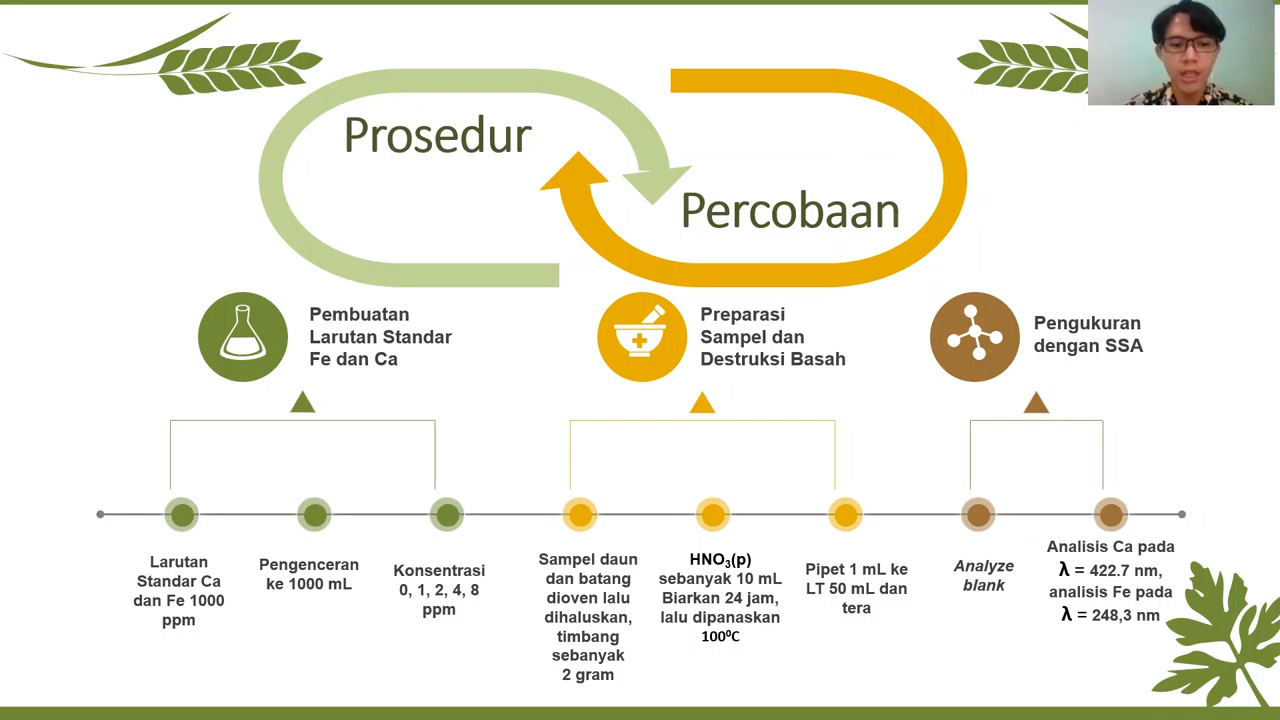 Prosedur
Percobaan
Pembuatan
Larutan Standar
Fe dan Ca
Preparasi
Sampel dan
Destruksi Basah
Pengukuran
dengan SSA
Larutan
Standar Ca
dan Fe 1000
ppm
Pengenceran
ke 1000 mL
Konsentrasi
0, 1, 2, 4, 8
ppm
Sampel daun
dan batang
dioven lalu
dihaluskan,
timbang
sebanyak
2 gram
HNO₃(p)
sebanyak 10 mL
Biarkan 24 jam,
lalu dipanaskan
100⁰C
Pipet 1 mL ke
LT 50 mL dan
tera
Analyze
blank
Analisis Ca pada
λ = 422.7 nm,
analisis Fe pada
λ = 248,3 nm